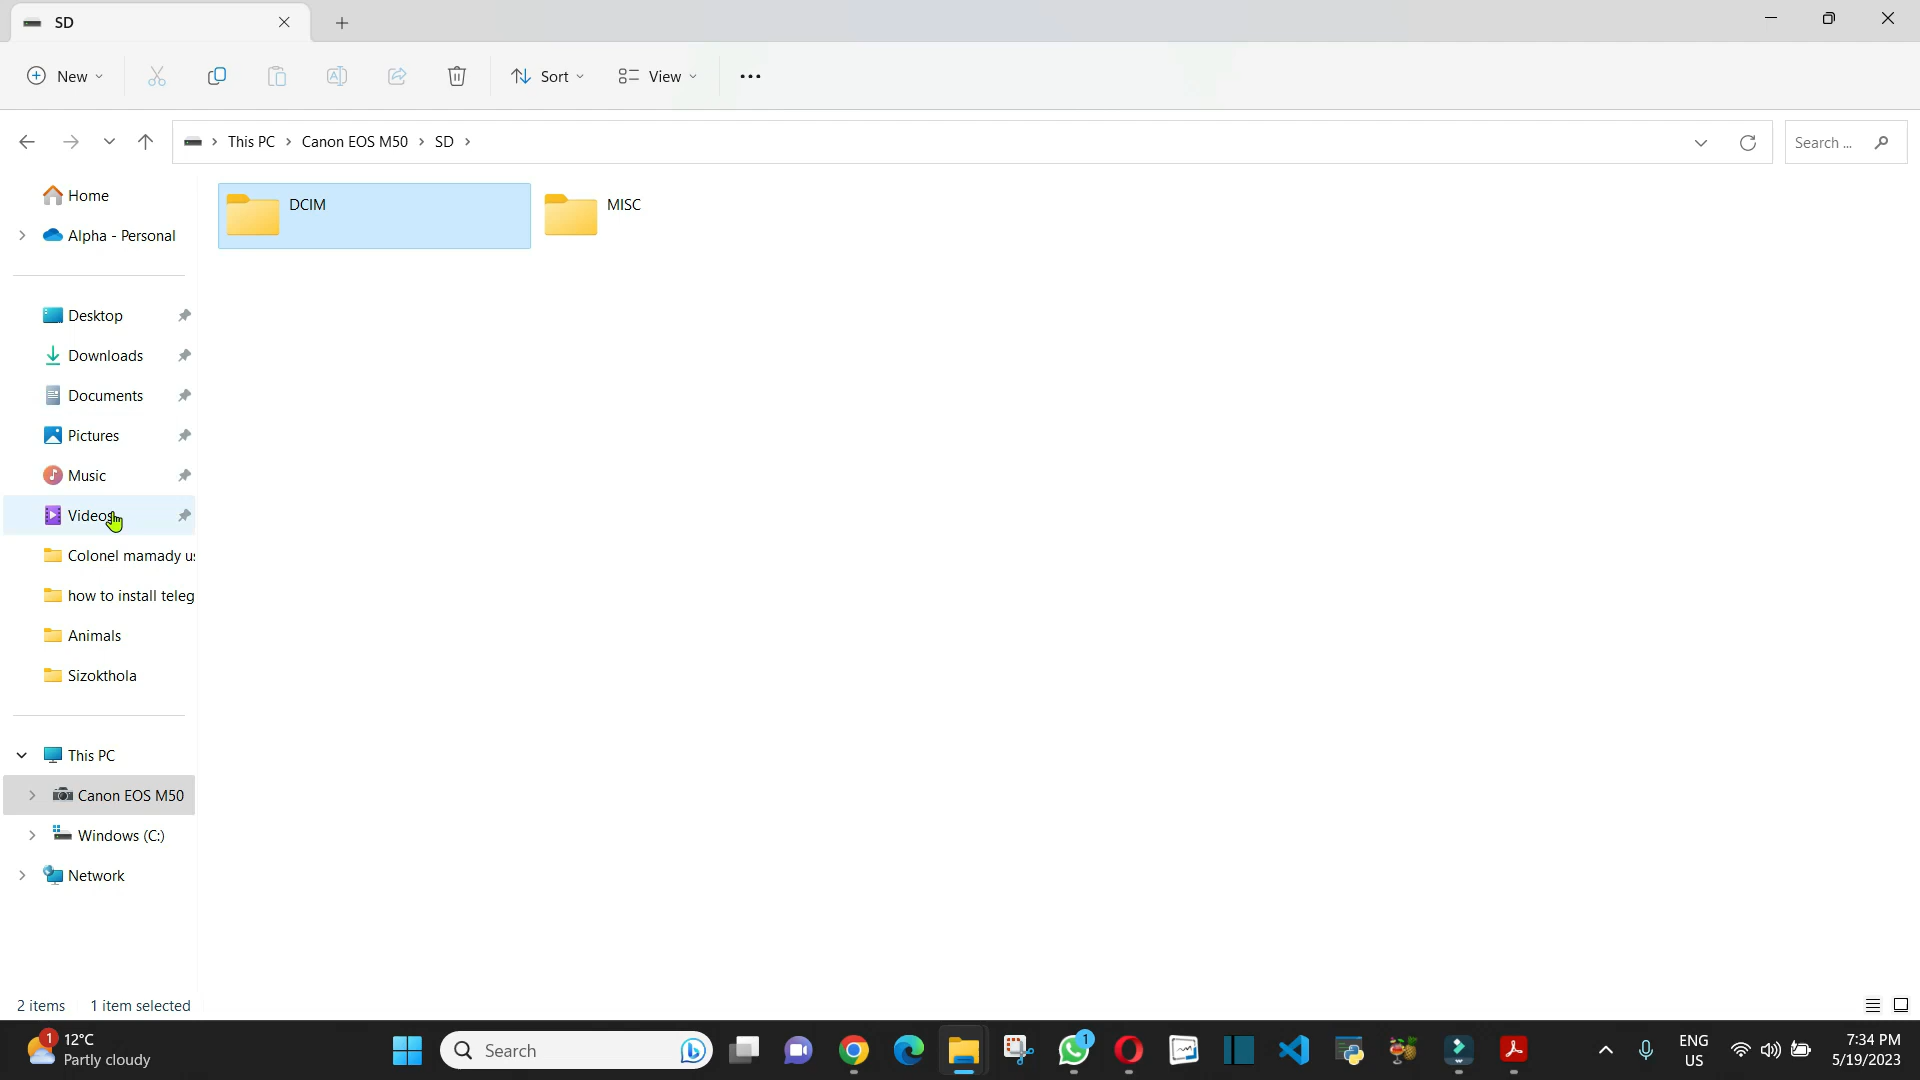 SD
New
Sort
View
This PC
Canon EOS M50
SD
Search ...
Home
Alpha - Personal
DCIM
MISC
Desktop
Downloads
Documents
Pictures
Music
Videos
Colonel mamady
how to install
Animals
Sizokthola
This PC
Canon EOS M50
Windows (C:)
Network
2 items 1 item selected
1
12°C
Partly cloudy
Search
1
ENG
US
7:34 PM
5/19/2023